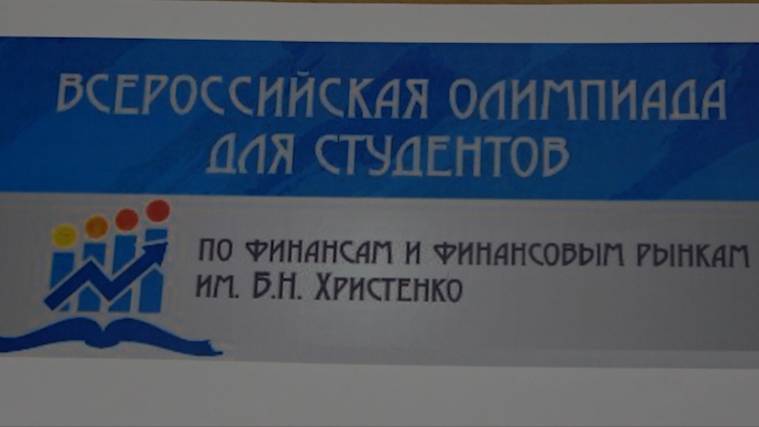 ВСЕРОССИЙСКАЯ ОЛИМПИАДА
ДЛЯ СТУДЕНТОВ
ПО ФИНАНСАМ И ФИНАНСОВЫМ РЫНКАМ
ИМ. Б.Н. ХРИСТЕНКО